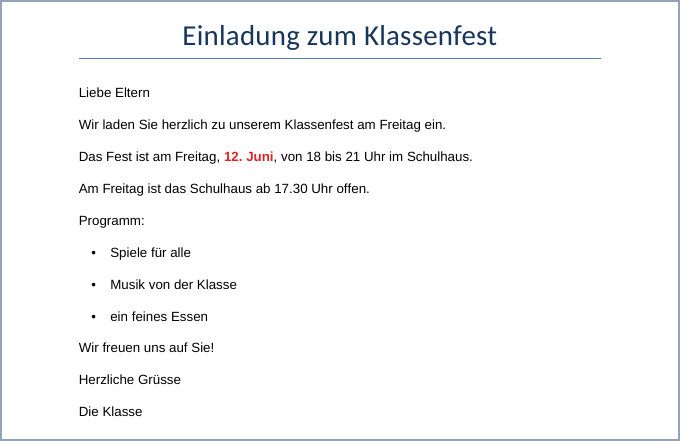 Einladung zum Klassenfest
Liebe Eltern
Wir laden Sie herzlich zu unserem Klassenfest am Freitag ein.
Das Fest ist am Freitag, 12. Juni, von 18 bis 21 Uhr im Schulhaus.
Am Freitag ist das Schulhaus ab 17.30 Uhr offen.
Programm:
• Spiele für alle
• Musik von der Klasse
• ein feines Essen
Wir freuen uns auf Sie!
Herzliche Grüsse
Die Klasse